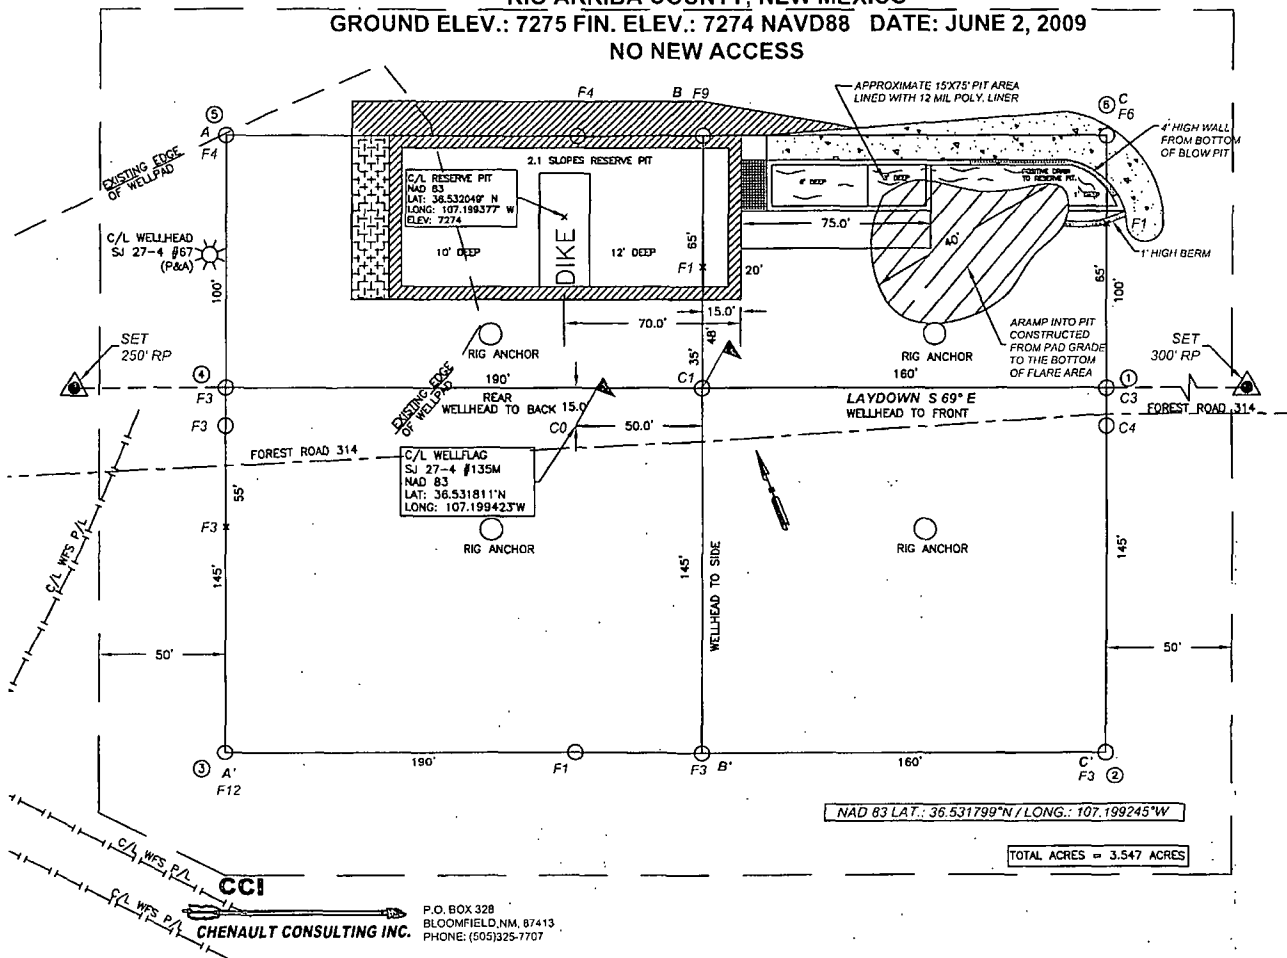 RIO ARRIBA COUNTY, NEW MEXICO
GROUND ELEV.: 7275 FIN. ELEV.: 7274 NAVD88 DATE: JUNE 2, 2009
NO NEW ACCESS
APPROXIMATE 15'X75' PIT AREA
LINED WITH 12 MIL POLY. LINER
5
A
F4
F4
B
F9
6
C
F6
4' HIGH WALL
FROM BOTTOM
OF BLOW PIT
EXISTING EDGE
OF WELLPAD
2.1 SLOPES RESERVE PIT
C/L RESERVE PIT
NAD 83
LAT: 36.532049° N
LONG: 107.199377° W
ELEV: 7274
10' DEEP
DIKE
12' DEEP
POSITIVE DRAIN
TO RESERVE PIT.
75.0'
40'
F1
1' HIGH BERM
C/L WELLHEAD
SJ 27-4 #67
(P&A)
100'
65'
F1
20'
15.0'
70.0'
48'
35'
65'
100'
ARAMP INTO PIT
CONSTRUCTED
FROM PAD GRADE
TO THE BOTTOM
OF FLARE AREA
RIG ANCHOR
RIG ANCHOR
SET
250' RP
SET
300' RP
4
F3
190'
REAR
WELLHEAD TO BACK
15.0
C1
160'
LAYDOWN S 69° E
WELLHEAD TO FRONT
1
C3
FOREST ROAD 314
EXISTING EDGE
OF WELLPAD
F3
C0
50.0'
C4
FOREST ROAD 314
C/L WELLFLAG
SJ 27-4 #135M
NAD 83
LAT: 36.531811°N
LONG: 107.199423°W
55'
F3
RIG ANCHOR
RIG ANCHOR
C/L WFS P/L
145'
145'
WELLHEAD TO SIDE
145'
50'
50'
3
A'
F12
190'
F1
F3
B'
160'
C'
F3
2
NAD 83 LAT.: 36.531799°N / LONG.: 107.199245°W
TOTAL ACRES = 3.547 ACRES
C/L WFS P/L
C/L WFS P/L
CCI
CHENAULT CONSULTING INC.
P.O. BOX 328
BLOOMFIELD,NM, 87413
PHONE: (505)325-7707